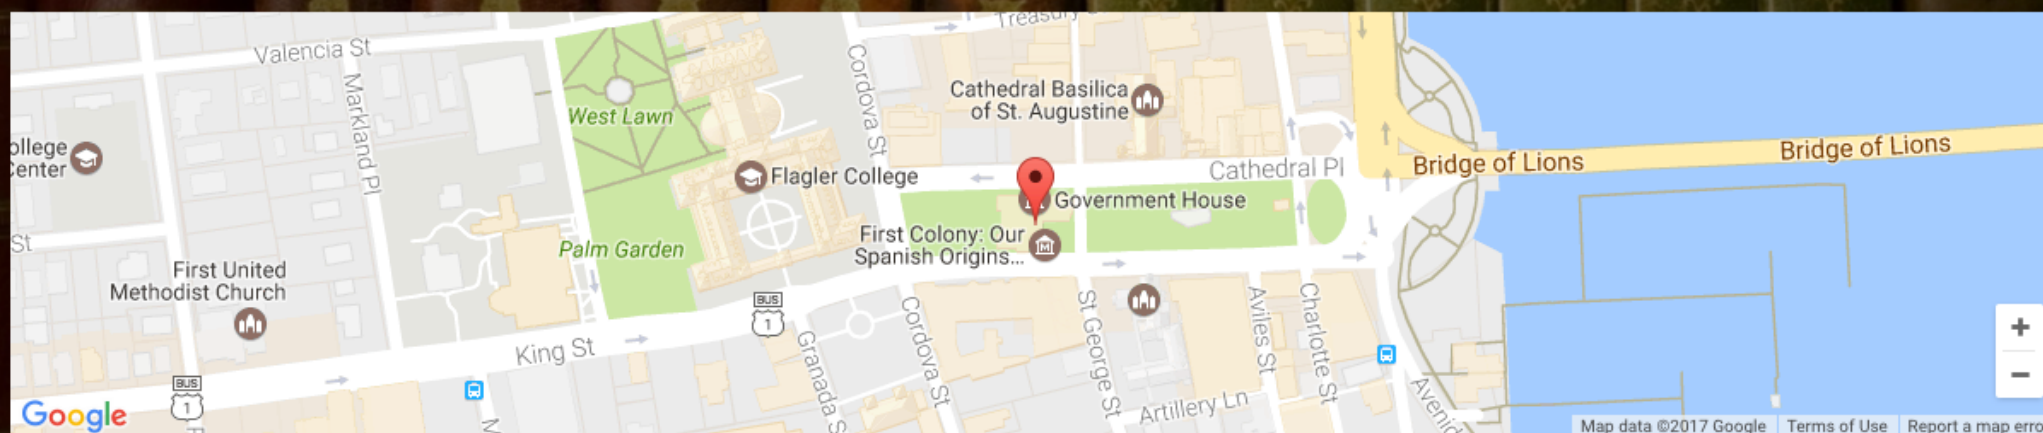 Treasury
Valencia St
Markland Pl
Cordova St
Cathedral Basilica
of St. Augustine
West Lawn
ollege
Center
Flagler College
Cathedral Pl
Bridge of Lions
Bridge of Lions
Government House
First Colony: Our
Spanish Origins...
Palm Garden
St
First United
Methodist Church
BUS
1
King St
Granada S
Cordova St
St George St
Aviles St
Charlotte St
Artillery Ln
Avenid
BUS
1
M
Google
+
−
Map data ©2017 Google
Terms of Use
Report a map erro